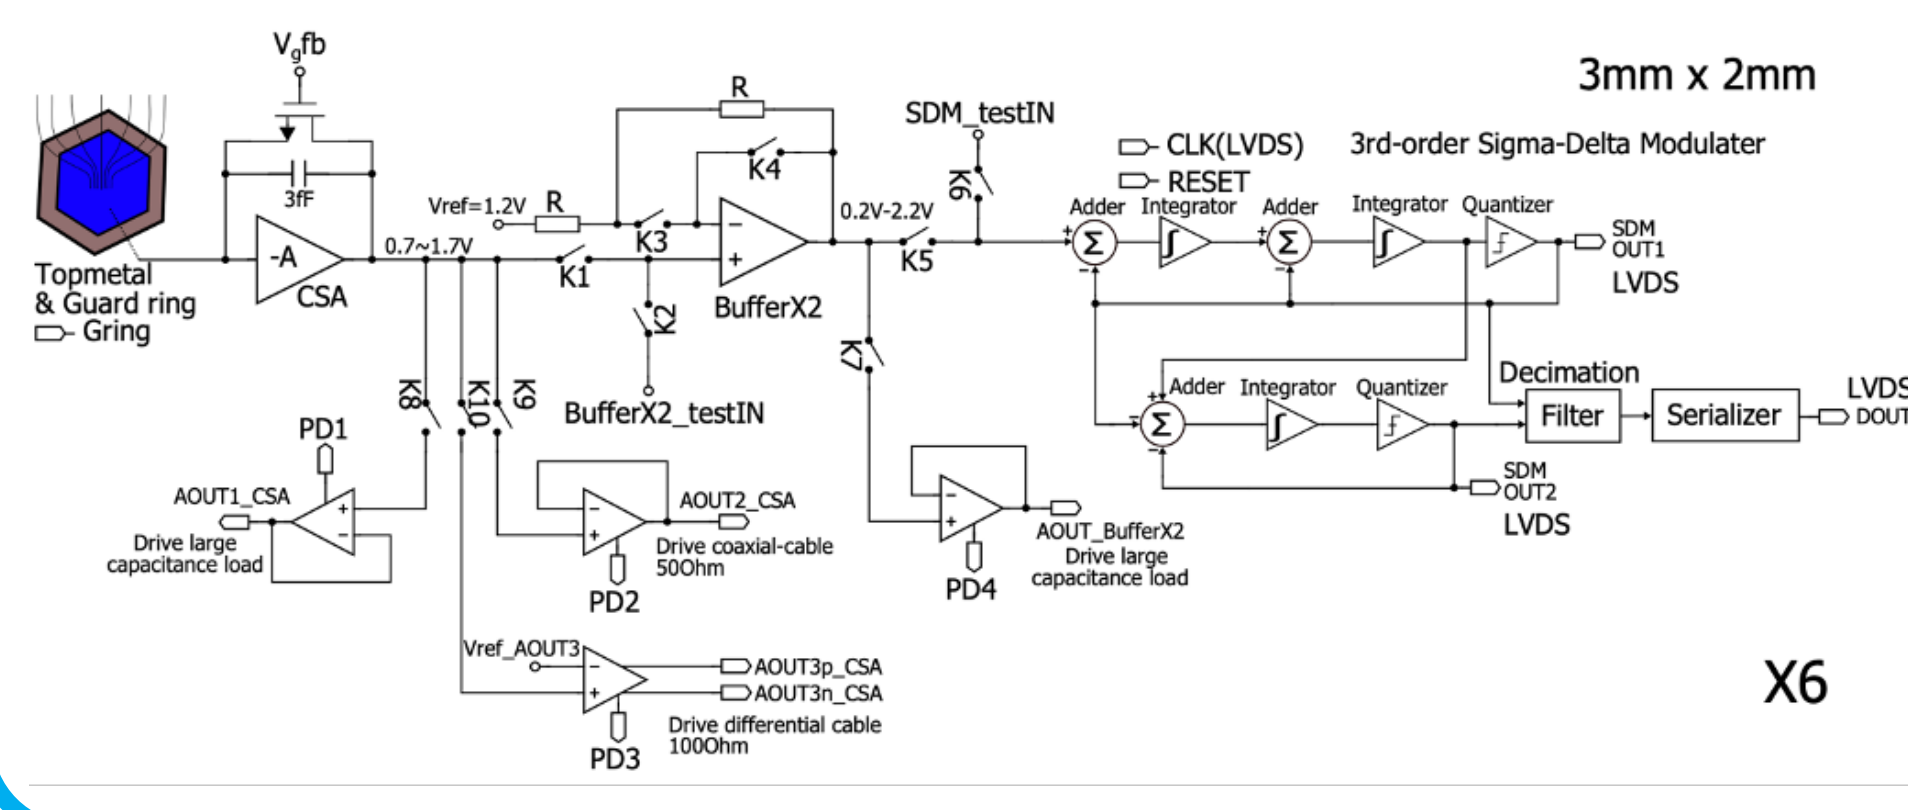 V_gfb
3mm x 2mm
R
SDM_testIN
CLK(LVDS)
3rd-order Sigma-Delta Modulater
K4
RESET
K6
3fF
Vref=1.2V
R
0.2V-2.2V
Adder
Integrator
Adder
Integrator
Quantizer
K3
Σ
Σ
SDM
OUT1
LVDS
-A
0.7~1.7V
K1
K5
CSA
BufferX2
Topmetal
& Guard ring
Gring
K2
K7
K8
K10
K9
BufferX2_testIN
Adder
Integrator
Quantizer
Decimation
Filter
Serializer
LVDS
DOUT
Σ
PD1
AOUT1_CSA
Drive large
capacitance load
AOUT2_CSA
Drive coaxial-cable
50Ohm
PD2
AOUT_BufferX2
Drive large
capacitance load
PD4
SDM
OUT2
LVDS
Vref_AOUT3
AOUT3p_CSA
AOUT3n_CSA
Drive differential cable
100Ohm
PD3
X6